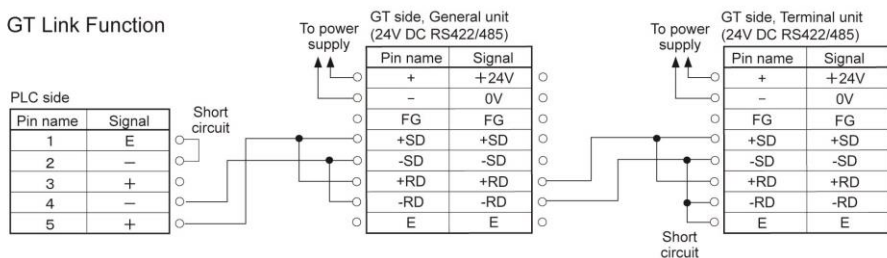 GT Link Function
PLC side
Pin name Signal
1 E
2 −
3 +
4 −
5 +
Short
circuit
To power
supply
GT side, General unit
(24V DC RS422/485)
Pin name Signal
+ +24V
− 0V
FG FG
+SD +SD
-SD -SD
+RD +RD
-RD -RD
E E
To power
supply
GT side, Terminal unit
(24V DC RS422/485)
Pin name Signal
+ +24V
− 0V
FG FG
+SD +SD
-SD -SD
+RD +RD
-RD -RD
E E
Short
circuit